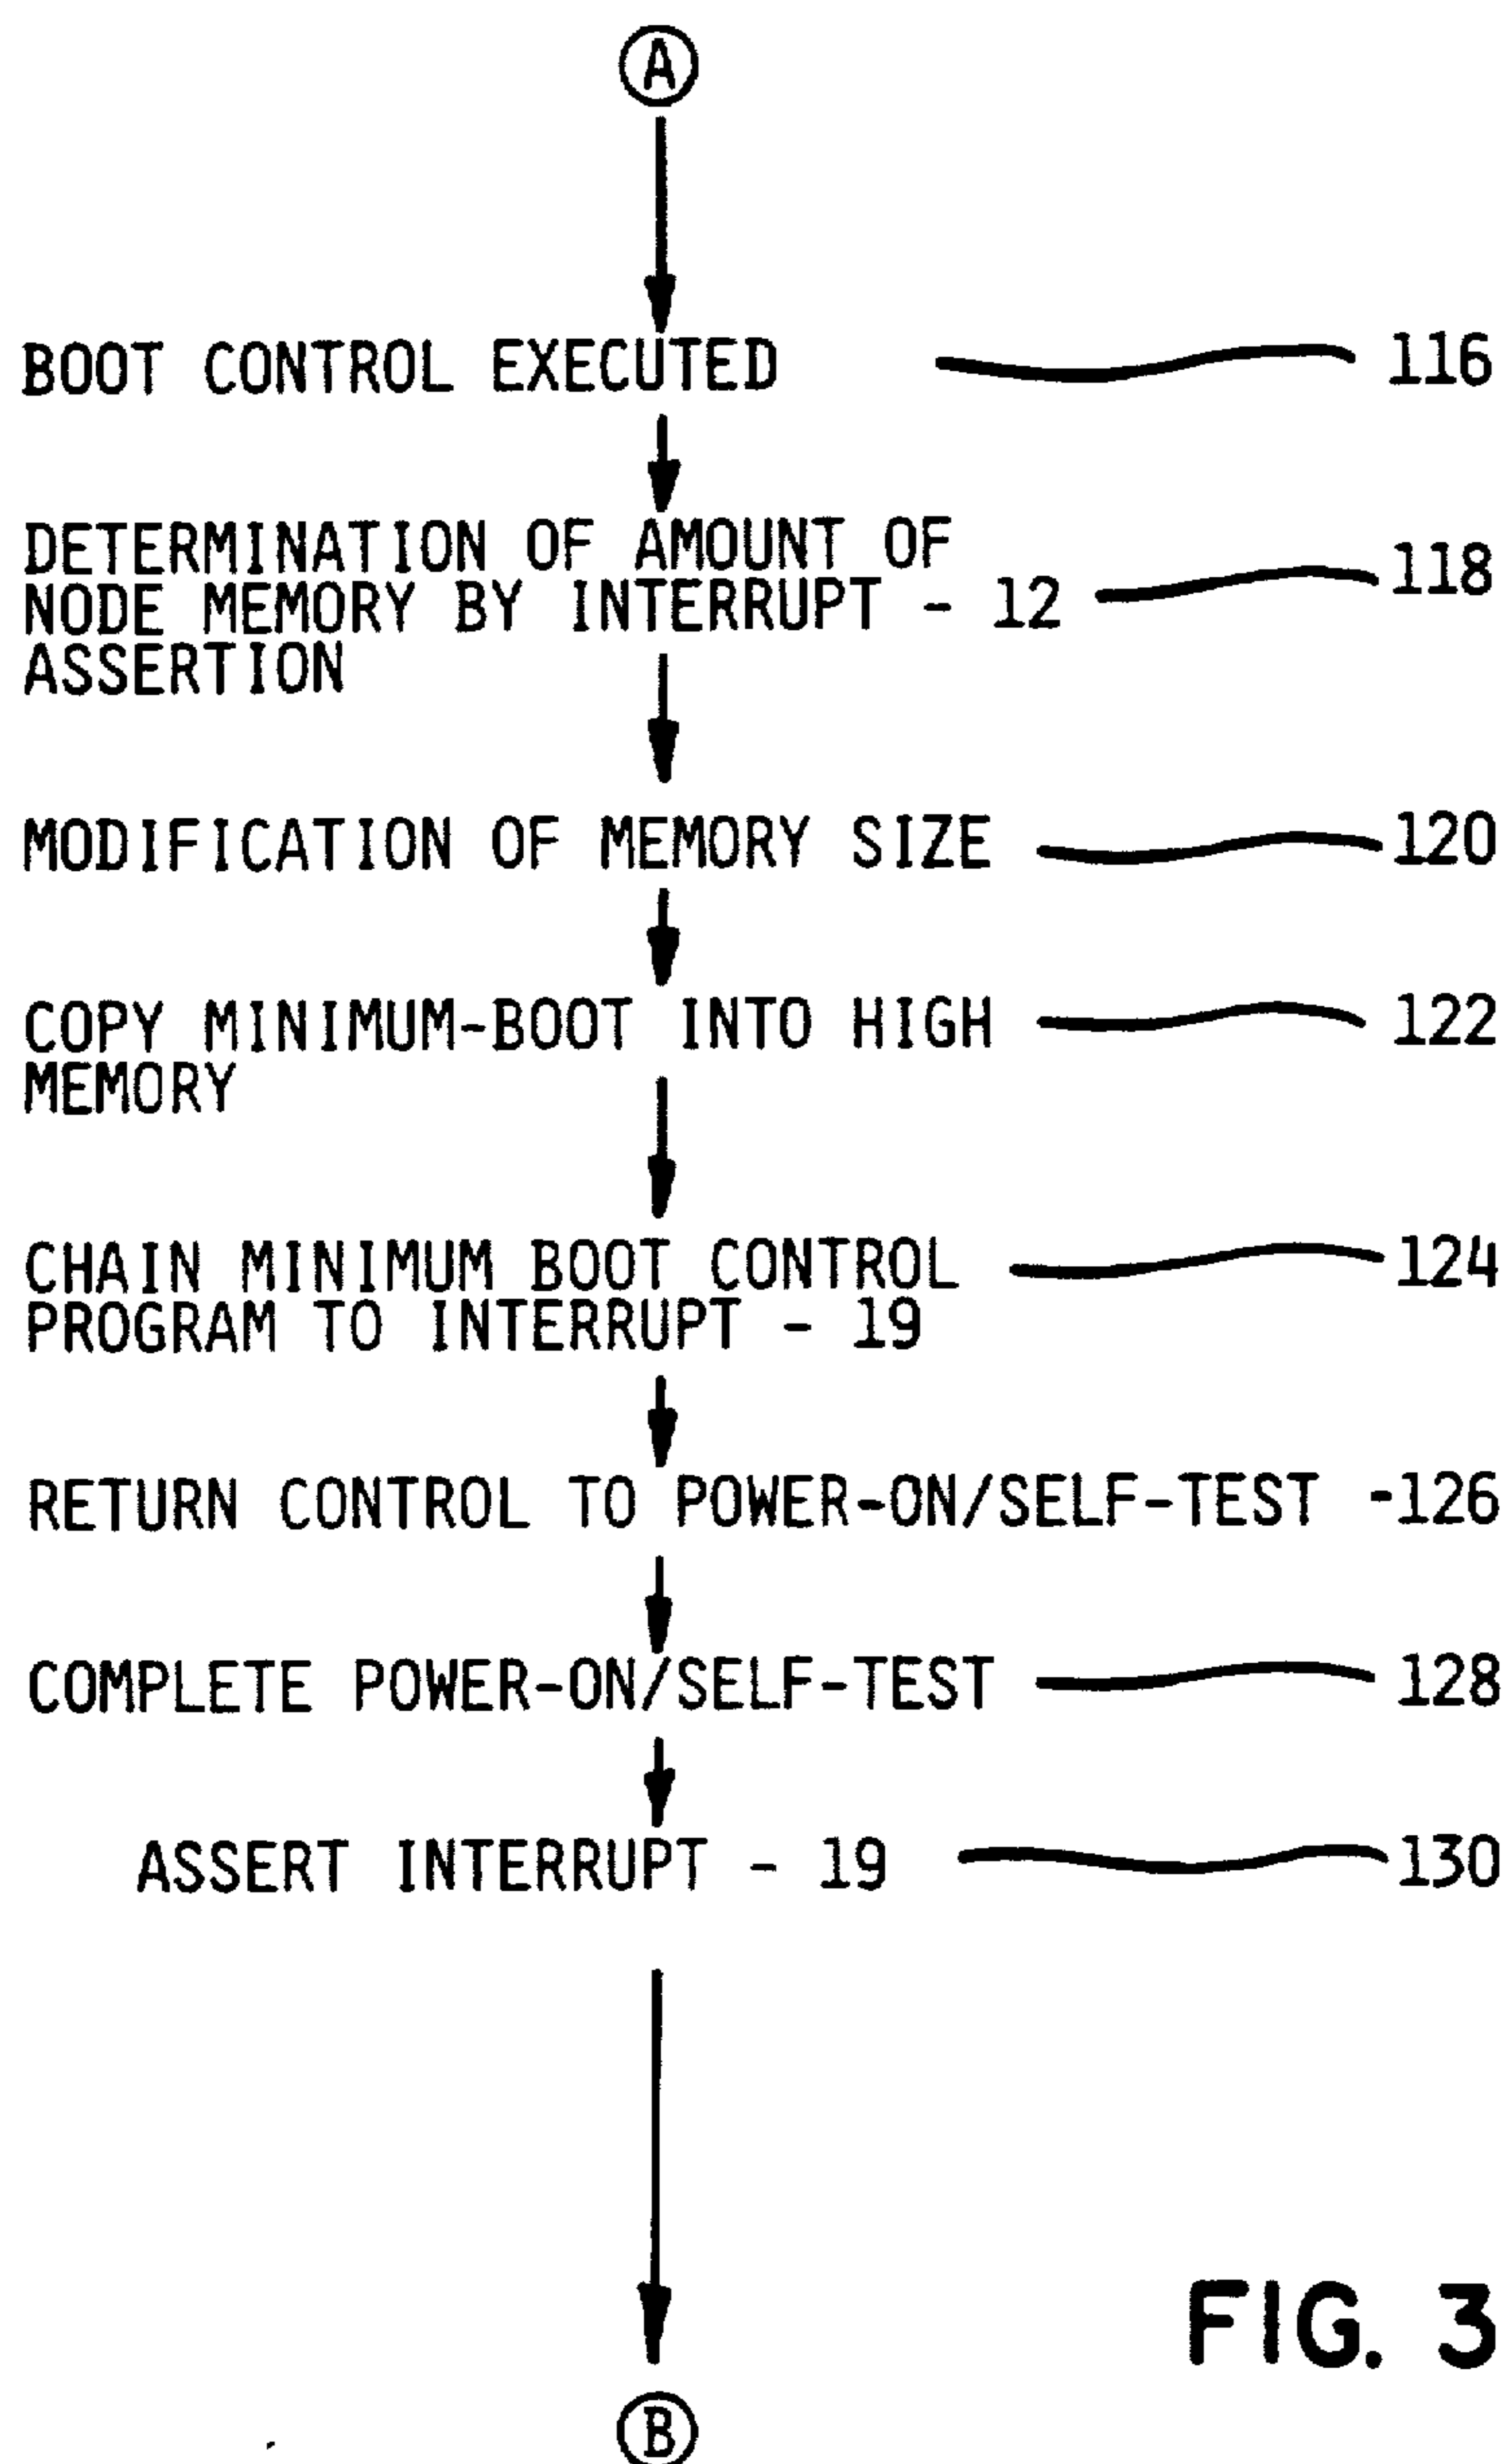 A
BOOT CONTROL EXECUTED 116
DETERMINATION OF AMOUNT OF
NODE MEMORY BY INTERRUPT - 12 118
ASSERTION
MODIFICATION OF MEMORY SIZE 120
COPY MINIMUM-BOOT INTO HIGH 122
MEMORY
CHAIN MINIMUM BOOT CONTROL 124
PROGRAM TO INTERRUPT - 19
RETURN CONTROL TO POWER-ON/SELF-TEST -126
COMPLETE POWER-ON/SELF-TEST 128
ASSERT INTERRUPT - 19 130
FIG. 3
B